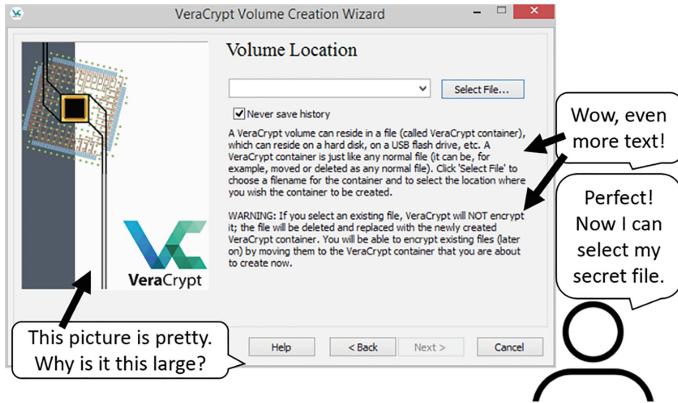 VeraCrypt Volume Creation Wizard
Volume Location
Select File...
Never save history
A VeraCrypt volume can reside in a file (called VeraCrypt container),
which can reside on a hard disk, on a USB flash drive, etc. A
VeraCrypt container is just like any normal file (it can be, for
example, moved or deleted as any normal file). Click 'Select File' to
choose a filename for the container and to select the location where
you wish the container to be created.
WARNING: If you select an existing file, VeraCrypt will NOT encrypt
it; the file will be deleted and replaced with the newly created
VeraCrypt container. You will be able to encrypt existing files (later
on) by moving them to the VeraCrypt container that you are about
to create now.
VeraCrypt
Help
< Back
Next >
Cancel
Wow, even
more text!
Perfect!
Now I can
select my
secret file.
This picture is pretty.
Why is it this large?